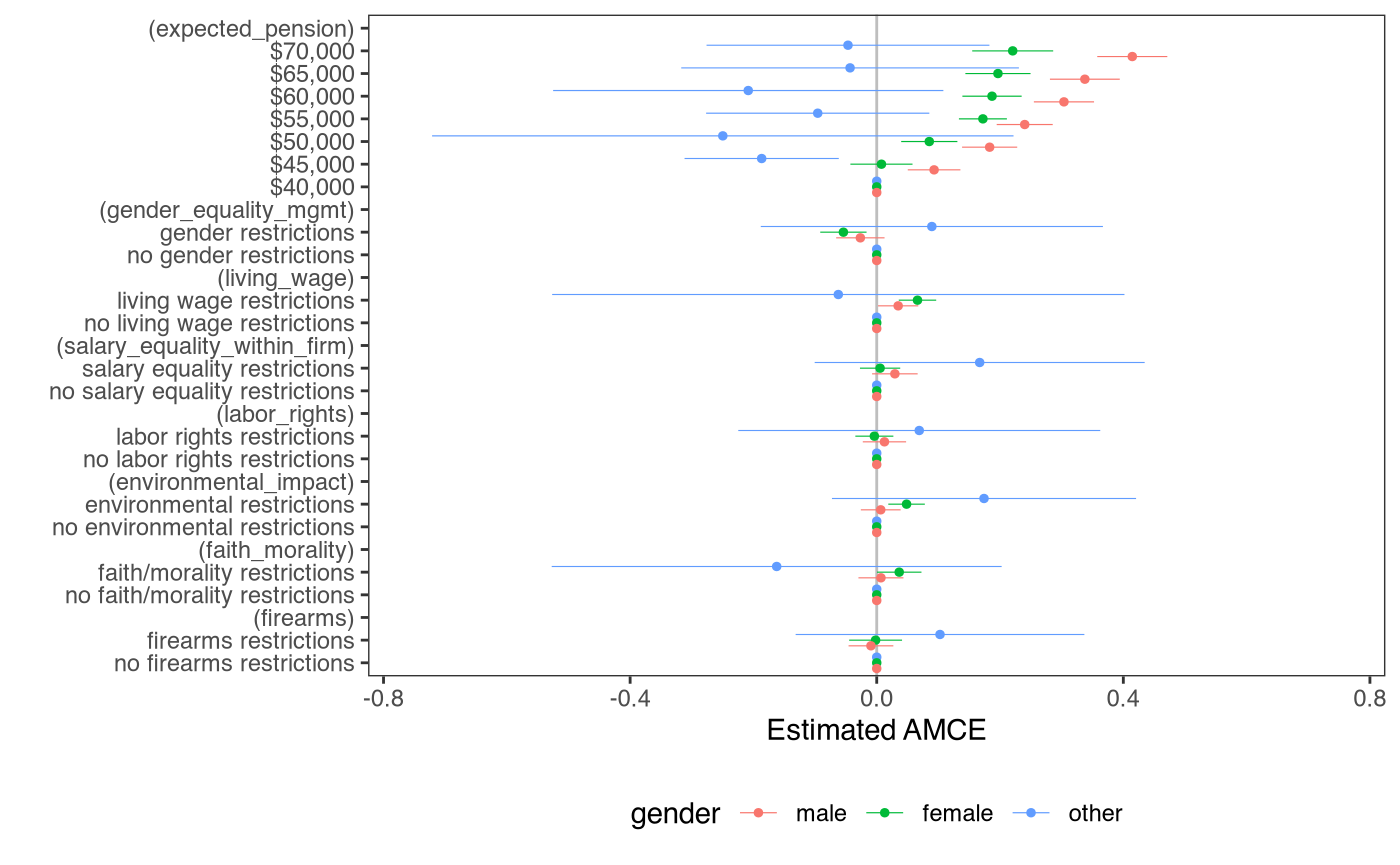 (expected_pension)
$70,000
$65,000
$60,000
$55,000
$50,000
$45,000
$40,000
(gender_equality_mgmt)
gender restrictions
no gender restrictions
(living_wage)
living wage restrictions
no living wage restrictions
(salary_equality_within_firm)
salary equality restrictions
no salary equality restrictions
(labor_rights)
labor rights restrictions
no labor rights restrictions
(environmental_impact)
environmental restrictions
no environmental restrictions
(faith_morality)
faith/morality restrictions
no faith/morality restrictions
(firearms)
firearms restrictions
no firearms restrictions
-0.8 -0.4 0.0 0.4 0.8
Estimated AMCE
gender male female other